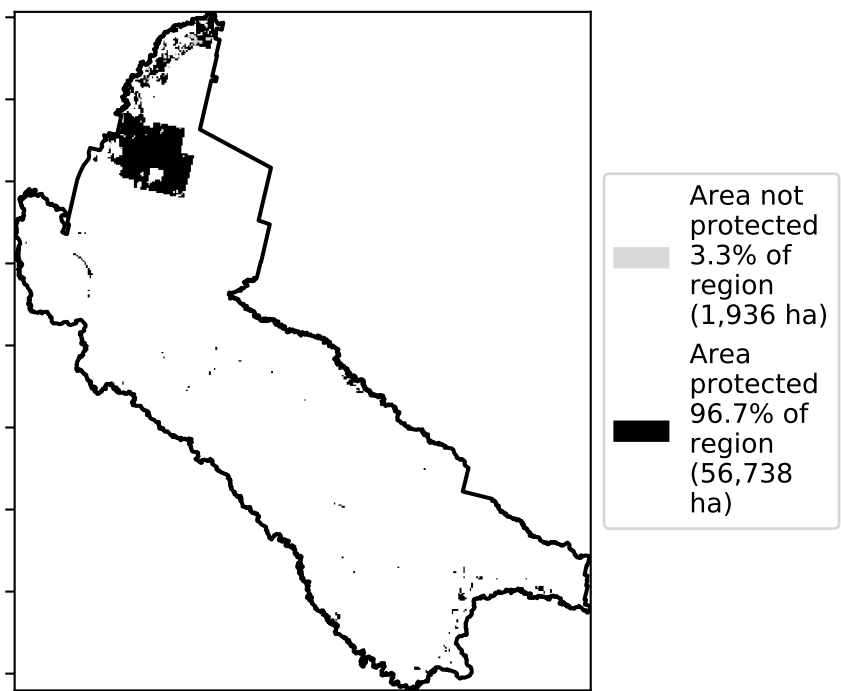 Area not
protected
3.3% of
region
(1,936 ha)
Area
protected
96.7% of
region
(56,738
ha)